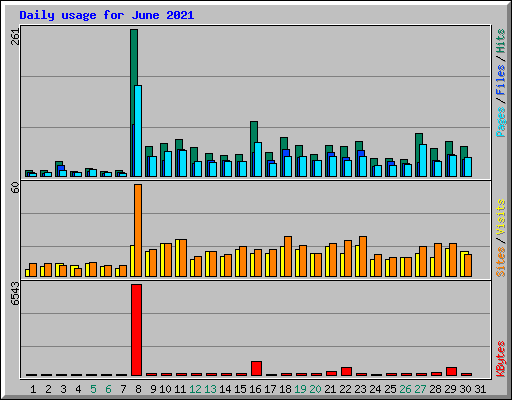 Daily usage for June 2021
261
Pages / Files / Hits
60
Sites / Visits
6543
KBytes
1 2 3 4 5 6 7 8 9 10 11 12 13 14 15 16 17 18 19 20 21 22 23 24 25 26 27 28 29 30 31